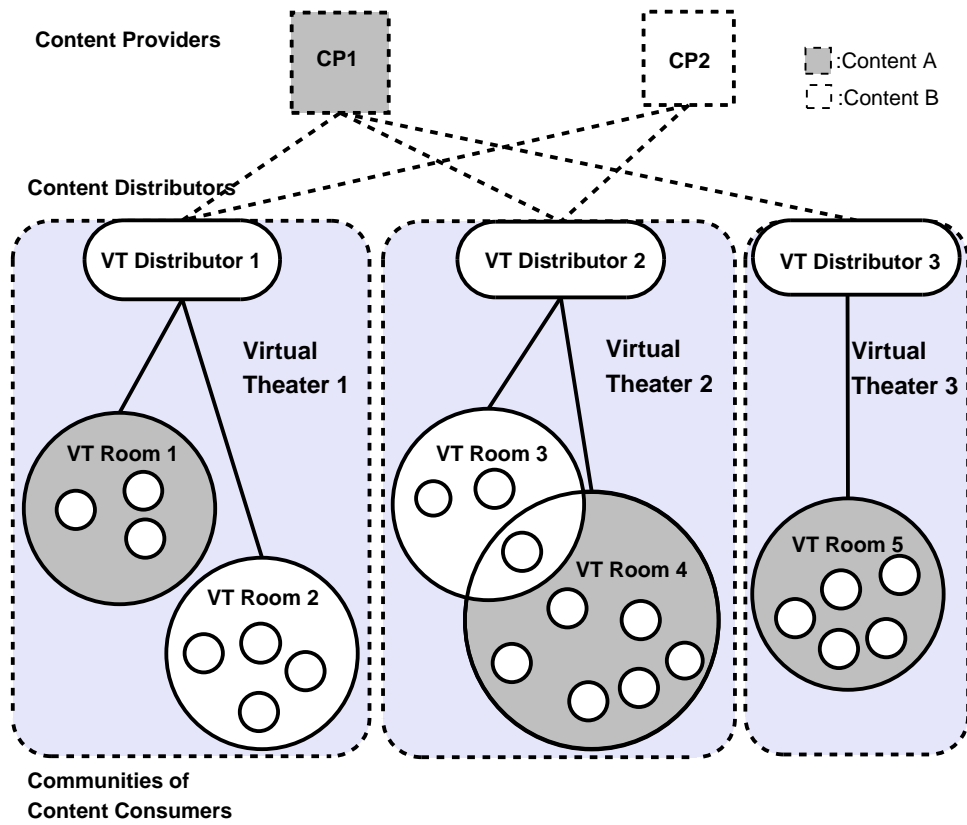 Content Providers
CP1
CP2
:Content A
:Content B
Content Distributors
VT Distributor 1
VT Distributor 2
VT Distributor 3
Virtual
Theater 1
Virtual
Theater 2
Virtual
Theater 3
VT Room 1
VT Room 2
VT Room 3
VT Room 4
VT Room 5
Communities of
Content Consumers